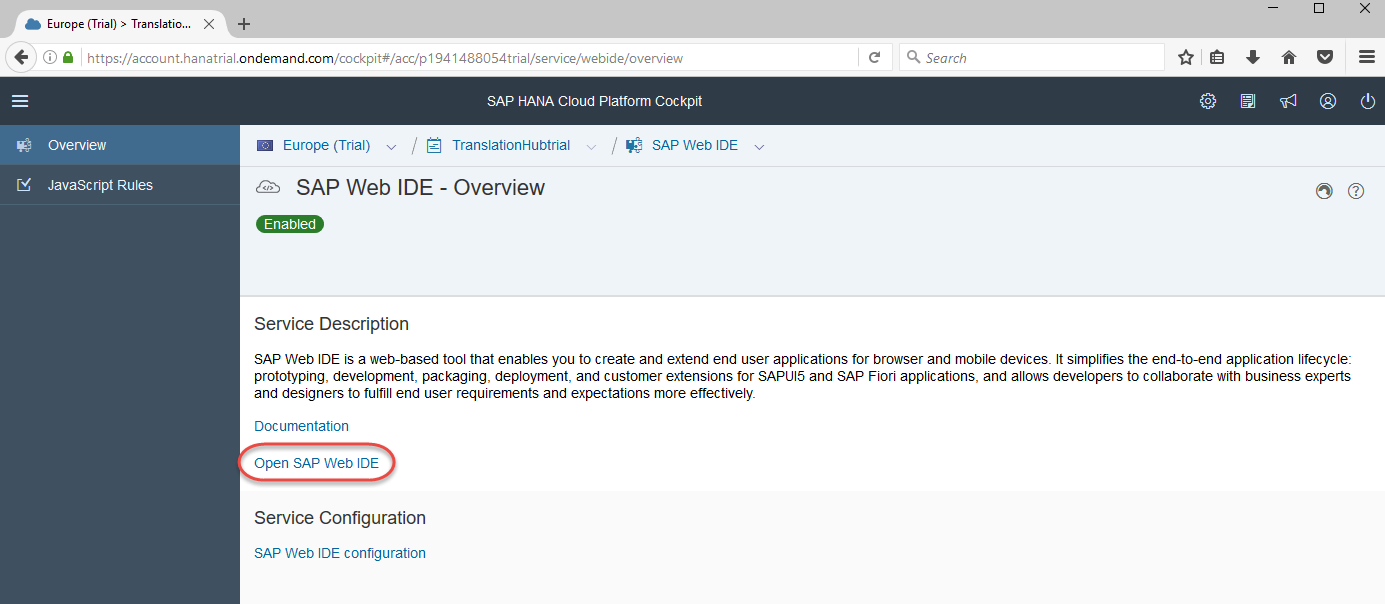 Europe (Trial) > Translatio...
https://account.hanatrial.ondemand.com/cockpit#/acc/p1941488054trial/service/webide/overview
Search
SAP HANA Cloud Platform Cockpit
Overview
JavaScript Rules
Europe (Trial) / TranslationHubtrial / SAP Web IDE
SAP Web IDE - Overview
Enabled
Service Description
SAP Web IDE is a web-based tool that enables you to create and extend end user applications for browser and mobile devices. It simplifies the end-to-end application lifecycle:
prototyping, development, packaging, deployment, and customer extensions for SAPUI5 and SAP Fiori applications, and allows developers to collaborate with business experts
and designers to fulfill end user requirements and expectations more effectively.
Documentation
Open SAP Web IDE
Service Configuration
SAP Web IDE configuration